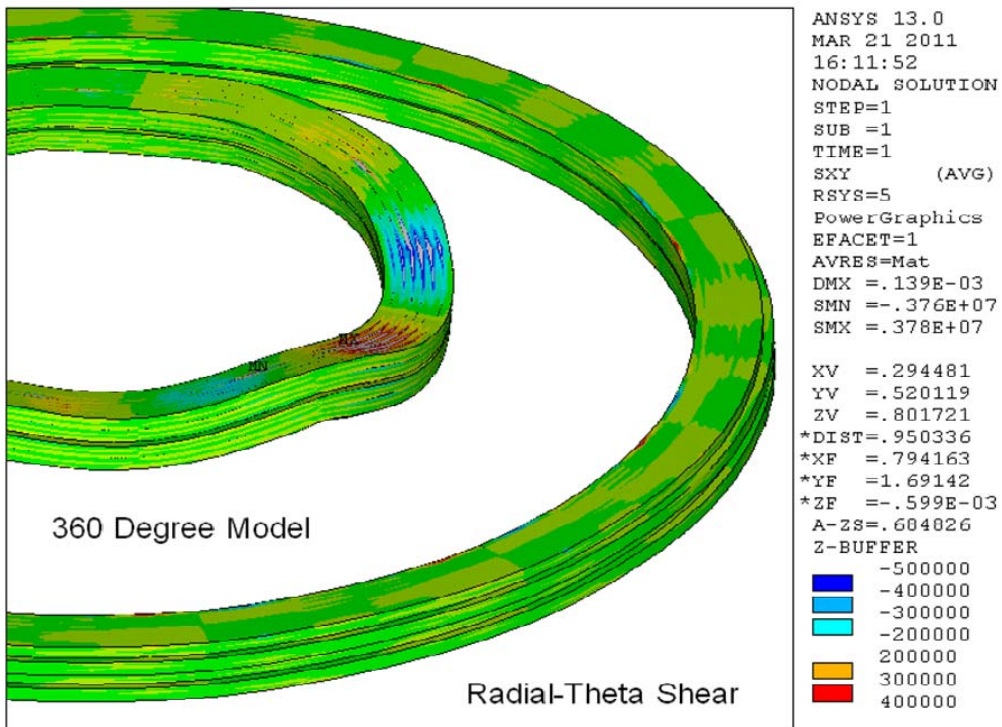 ANSYS 13.0
MAR 21 2011
16:11:52
NODAL SOLUTION
STEP=1
SUB =1
TIME=1
SXY (AVG)
RSYS=5
PowerGraphics
EFACET=1
AVRES=Mat
DMX =.139E-03
SMN =-.376E+07
SMX =.378E+07
XV =.294481
YV =.520119
ZV =.801721
*DIST=.950336
*XF =.794163
*YF =1.69142
*ZF =-.599E-03
A-ZS=.604026
Z-BUFFER
-500000
-400000
-300000
-200000
200000
300000
400000
MX
MN
360 Degree Model
Radial-Theta Shear